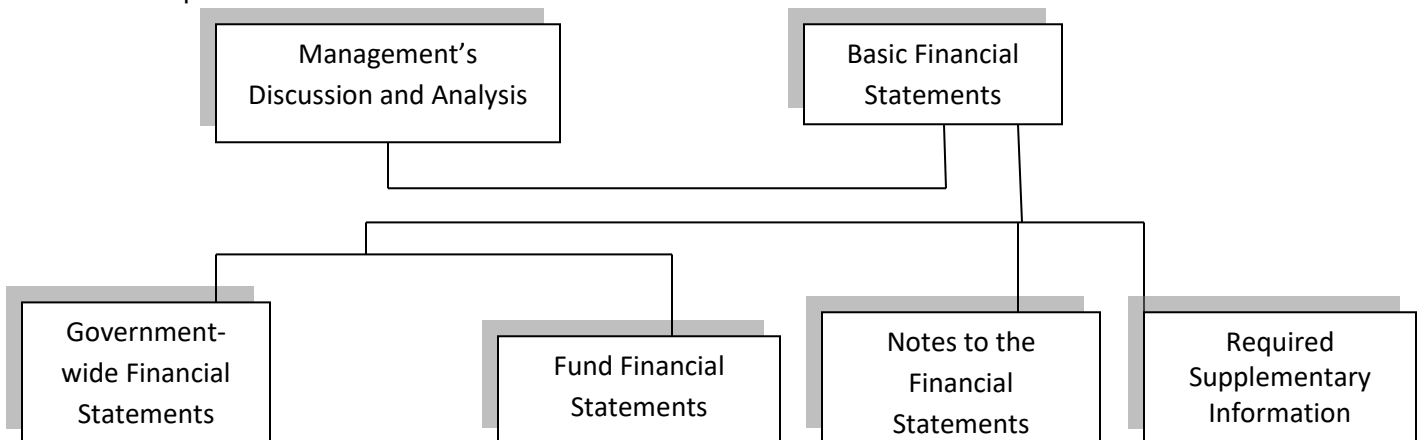 Management’s
Discussion and Analysis
Basic Financial
Statements
Government-
wide Financial
Statements
Fund Financial
Statements
Notes to the
Financial
Statements
Required
Supplementary
Information